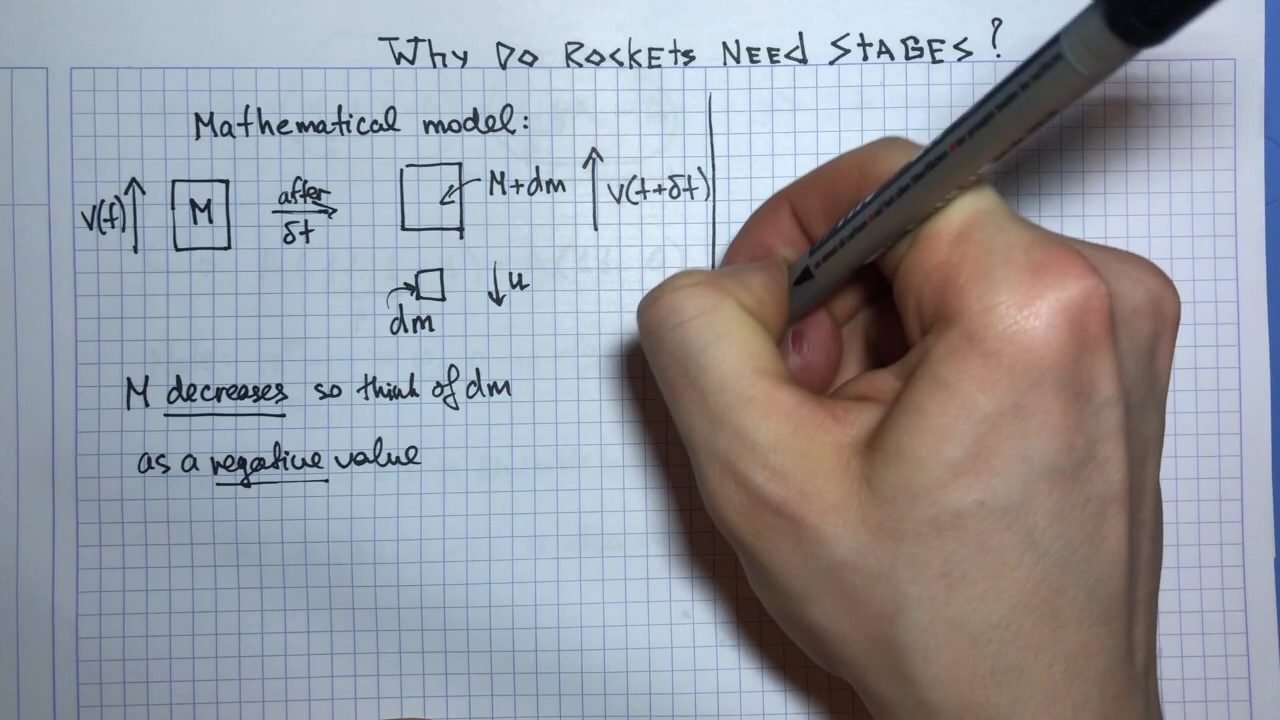 Why Do Rockets Need Stages?
Mathematical model:
v(t) M after δt
M+dm v(t+δt)
dm u
M decreases so think of dm
as a negative value